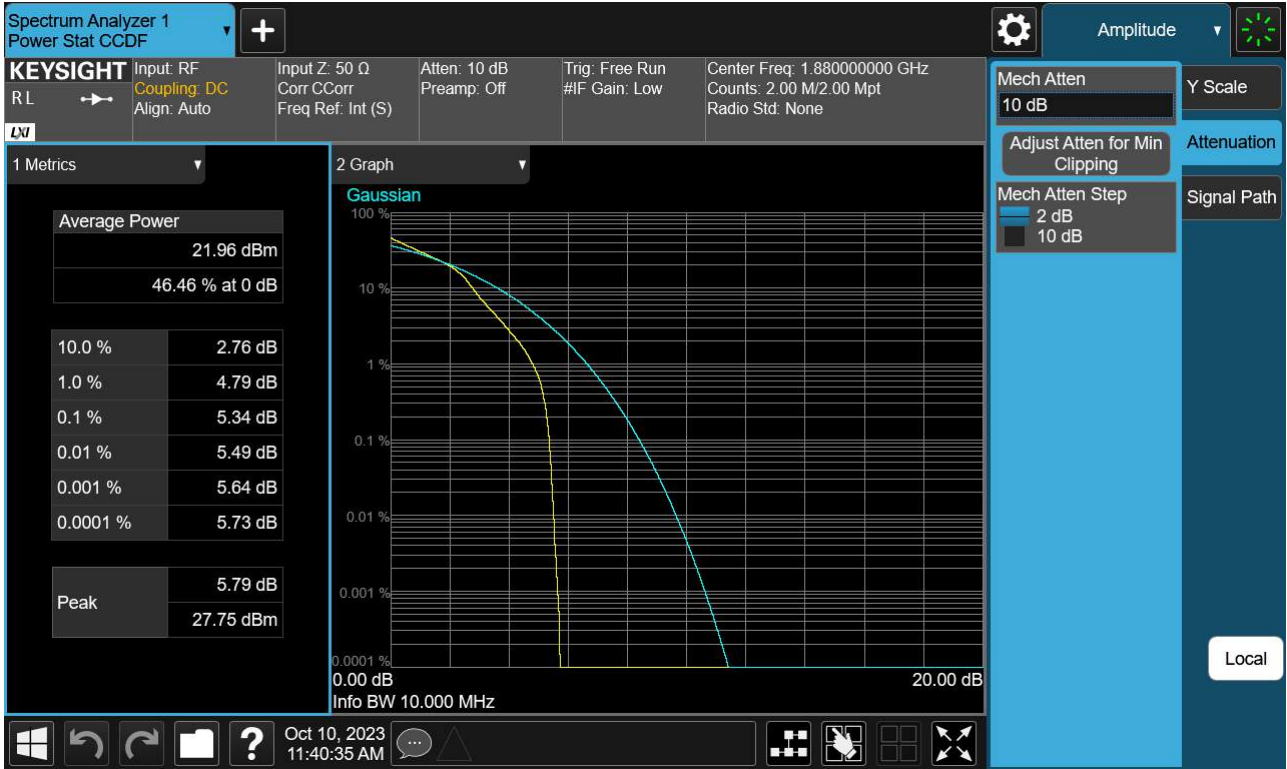 Spectrum Analyzer 1
Power Stat CCDF
+
Amplitude
KEYSIGHT
RL
LXI
Input: RF
Coupling: DC
Align: Auto
Input Z: 50 Ω
Corr CCorr
Freq Ref: Int (S)
Atten: 10 dB
Preamp: Off
Trig: Free Run
#IF Gain: Low
Center Freq: 1.880000000 GHz
Counts: 2.00 M/2.00 Mpt
Radio Std: None
1 Metrics
Average Power
21.96 dBm
46.46 % at 0 dB
10.0 % 2.76 dB
1.0 % 4.79 dB
0.1 % 5.34 dB
0.01 % 5.49 dB
0.001 % 5.64 dB
0.0001 % 5.73 dB
Peak
5.79 dB
27.75 dBm
2 Graph
Gaussian
100 %
10 %
1 %
0.1 %
0.01 %
0.001 %
0.0001 %
0.00 dB 20.00 dB
Info BW 10.000 MHz
Mech Atten
10 dB
Adjust Atten for Min
Clipping
Mech Atten Step
2 dB
10 dB
Y Scale
Attenuation
Signal Path
Local
?
Oct 10, 2023
11:40:35 AM